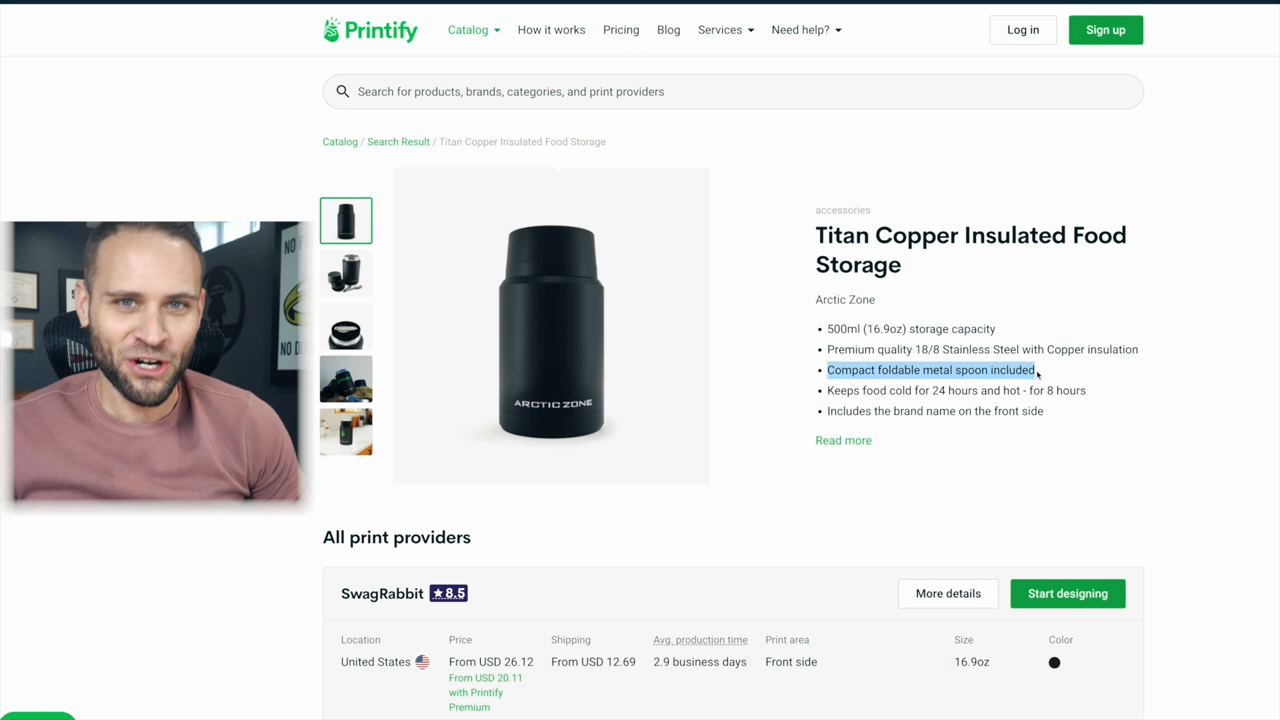 Printify
Catalog
How it works
Pricing
Blog
Services
Need help?
Log in
Sign up
Search for products, brands, categories, and print providers
Catalog / Search Result / Titan Copper Insulated Food Storage
accessories
Titan Copper Insulated Food
Storage
Arctic Zone
• 500ml (16.9oz) storage capacity
• Premium quality 18/8 Stainless Steel with Copper insulation
• Compact foldable metal spoon included
• Keeps food cold for 24 hours and hot - for 8 hours
• Includes the brand name on the front side
Read more
ARCTIC ZONE
NO
NO D
All print providers
SwagRabbit ★ 8.5
More details
Start designing
Location Price Shipping Avg. production time Print area Size Color
United States From USD 26.12 From USD 12.69 2.9 business days Front side 16.9oz
From USD 20.11
with Printify
Premium